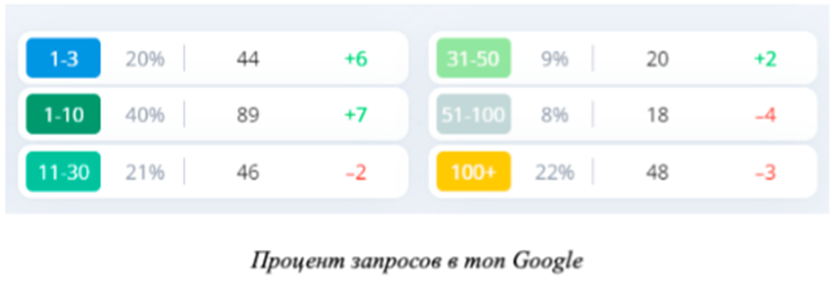 1-3 20% 44 +6 31-50 9% 20 +2
1-10 40% 89 +7 51-100 8% 18 –4
11-30 21% 46 –2 100+ 22% 48 –3
Процент запросов в топ Google